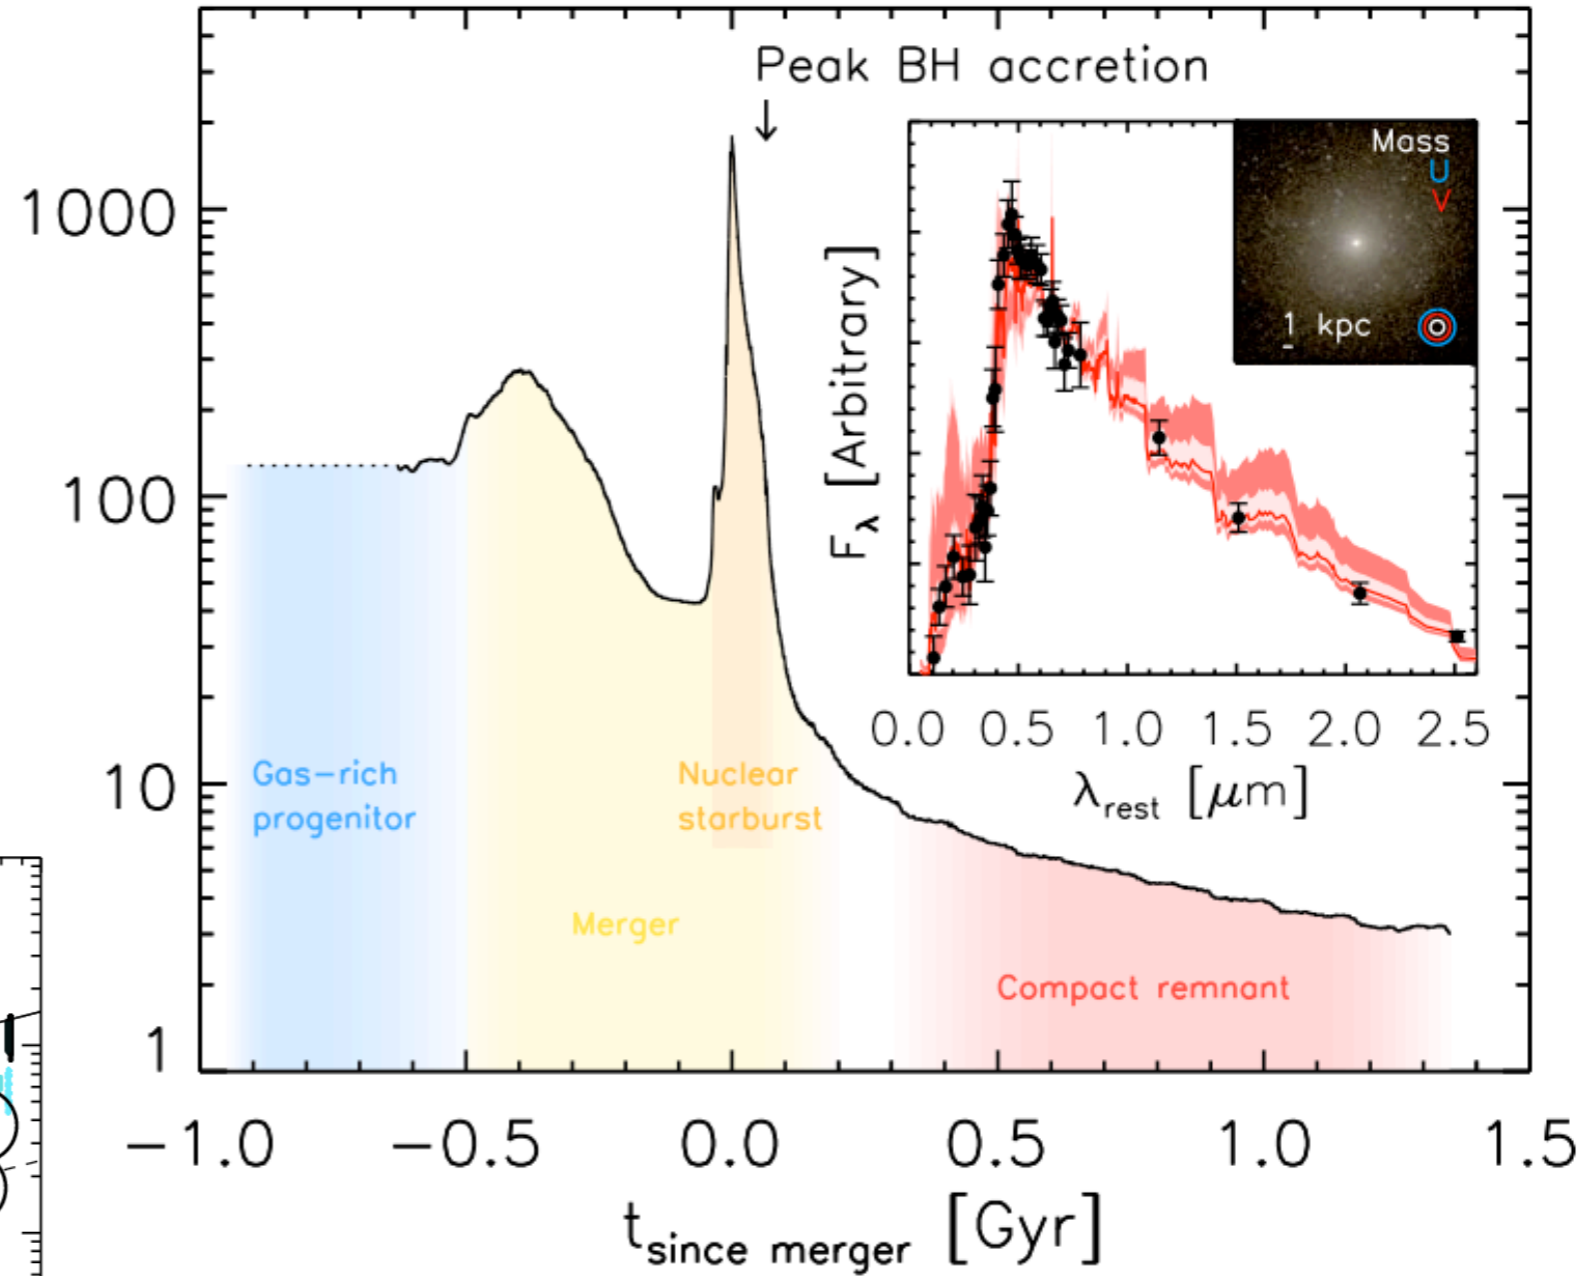 Peak BH accretion
↓
1000
100
10
1
Gas-rich
progenitor
Nuclear
starburst
Merger
Compact remnant
-1.0 -0.5 0.0 0.5 1.0 1.5
t_since merger [Gyr]
F_λ [Arbitrary]
Mass
U
V
1 kpc
0.0 0.5 1.0 1.5 2.0 2.5
λ_rest [μm]